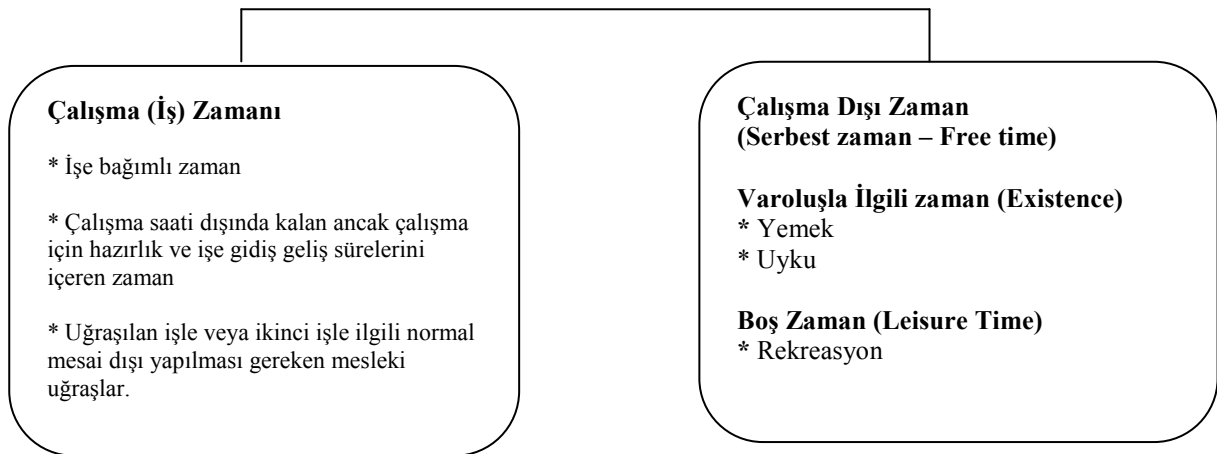 Çalışma (İş) Zamanı
* İşe bağımlı zaman
* Çalışma saati dışında kalan ancak çalışma
için hazırlık ve işe gidiş geliş sürelerini
içeren zaman
* Uğraşılan işle veya ikinci işle ilgili normal
mesai dışı yapılması gereken mesleki
uğraşlar.
Çalışma Dışı Zaman
(Serbest zaman – Free time)
Varoluşla İlgili zaman (Existence)
* Yemek
* Uyku
Boş Zaman (Leisure Time)
* Rekreasyon